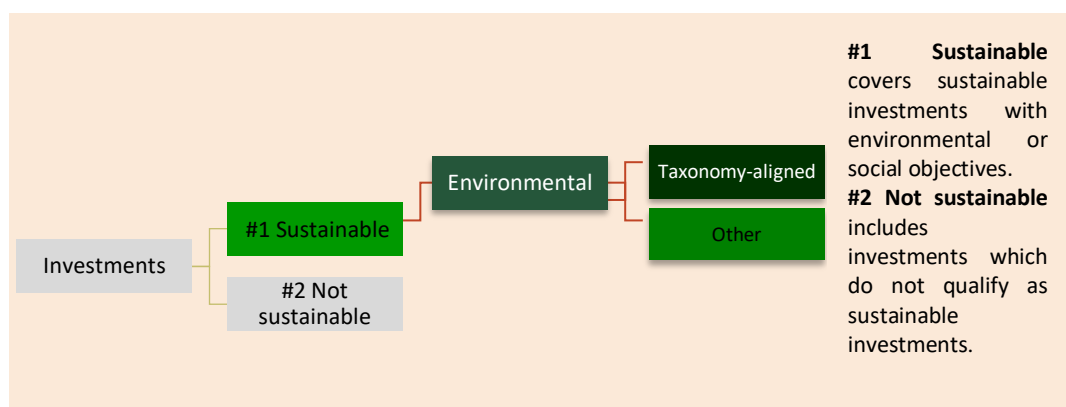 Investments
#1 Sustainable
#2 Not
sustainable
Environmental
Taxonomy-aligned
Other
#1 Sustainable
covers sustainable
investments with
environmental or
social objectives.
#2 Not sustainable
includes
investments which
do not qualify as
sustainable
investments.